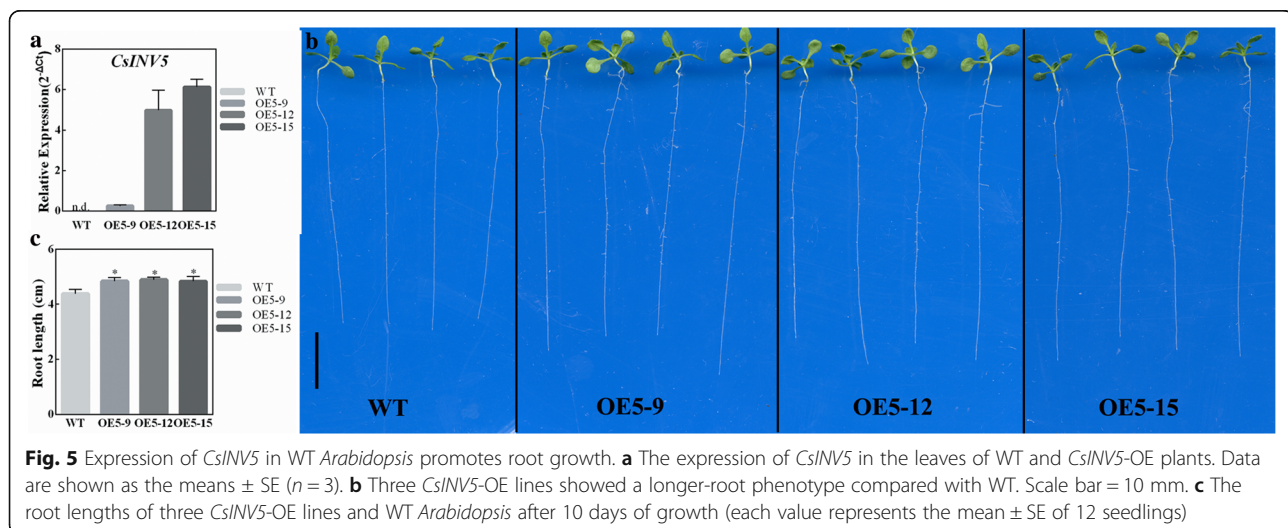 a
8
6
4
2
0
Relative Expression(2-ΔCt)
CsINV5
n.d.
WT OE5-9 OE5-12 OE5-15
WT
OE5-9
OE5-12
OE5-15
b
WT
OE5-9
OE5-12
OE5-15
c
6
4
2
0
Root length (cm)
* * *
WT OE5-9 OE5-12 OE5-15
WT
OE5-9
OE5-12
OE5-15
Fig. 5 Expression of CsINV5 in WT Arabidopsis promotes root growth. a The expression of CsINV5 in the leaves of WT and CsINV5-OE plants. Data
are shown as the means ± SE (n = 3). b Three CsINV5-OE lines showed a longer-root phenotype compared with WT. Scale bar = 10 mm. c The
root lengths of three CsINV5-OE lines and WT Arabidopsis after 10 days of growth (each value represents the mean ± SE of 12 seedlings)